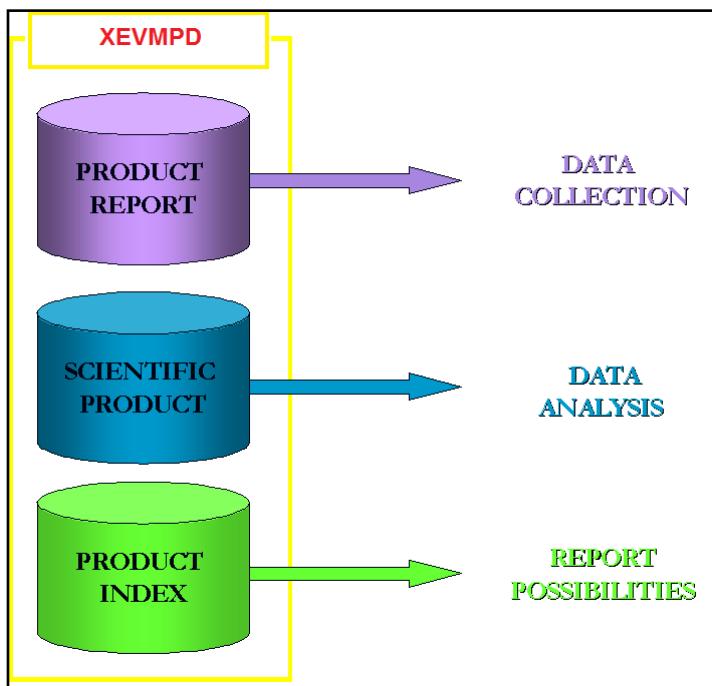 XEVMPD
PRODUCT
REPORT
DATA
COLLECTION
SCIENTIFIC
PRODUCT
DATA
ANALYSIS
PRODUCT
INDEX
REPORT
POSSIBILITIES